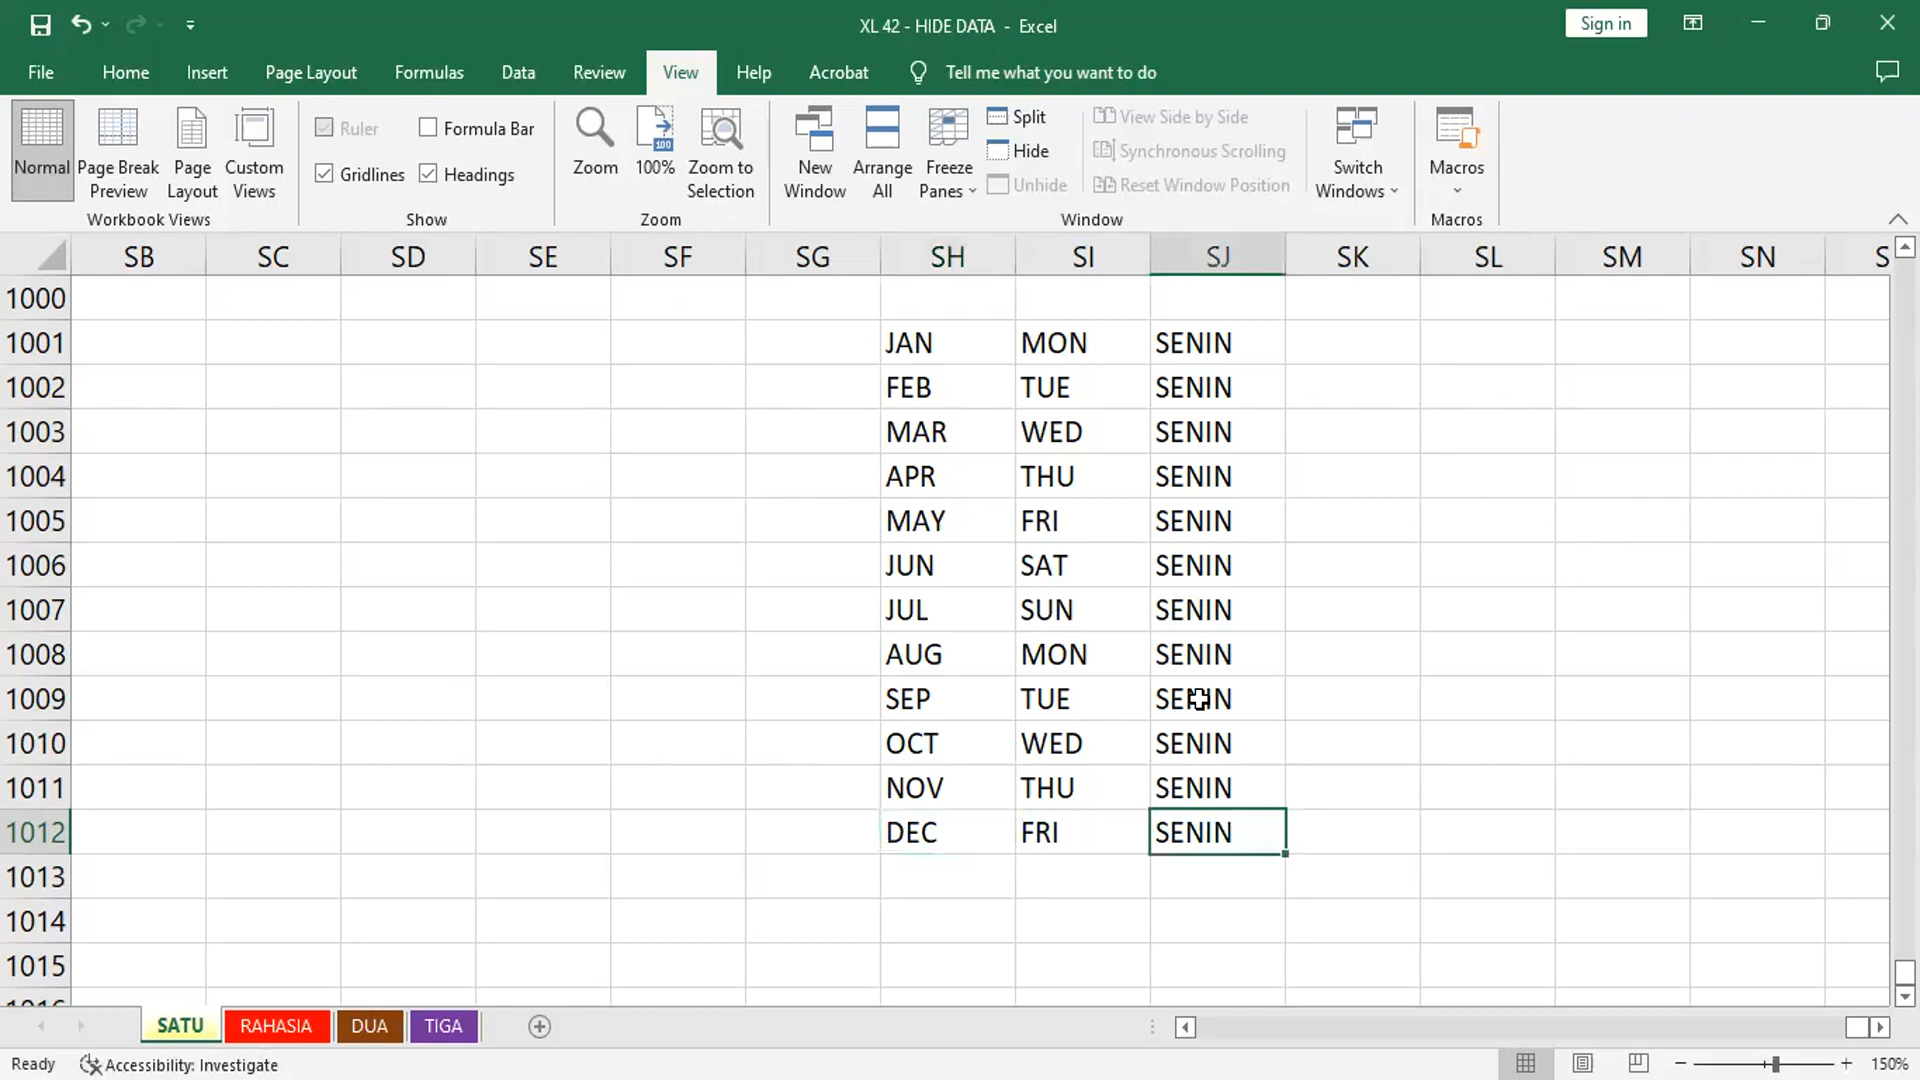 XL 42 - HIDE DATA - Excel
Sign in
File Home Insert Page Layout Formulas Data Review View Help Acrobat Tell me what you want to do
Normal
Page Break Preview
Page Layout
Custom Views
Workbook Views
Ruler
Formula Bar
Gridlines
Headings
Show
Zoom
100
100%
Zoom to Selection
Zoom
New Window
Arrange All
Freeze Panes
Split
Hide
Unhide
View Side by Side
Synchronous Scrolling
Reset Window Position
Window
Switch Windows
Macros
Macros
SB SC SD SE SF SG SH SI SJ SK SL SM SN S
1000
1001 JAN MON SENIN
1002 FEB TUE SENIN
1003 MAR WED SENIN
1004 APR THU SENIN
1005 MAY FRI SENIN
1006 JUN SAT SENIN
1007 JUL SUN SENIN
1008 AUG MON SENIN
1009 SEP TUE SENIN
1010 OCT WED SENIN
1011 NOV THU SENIN
1012 DEC FRI SENIN
1013
1014
1015
1016
SATU RAHASIA DUA TIGA
Ready Accessibility: Investigate 150%